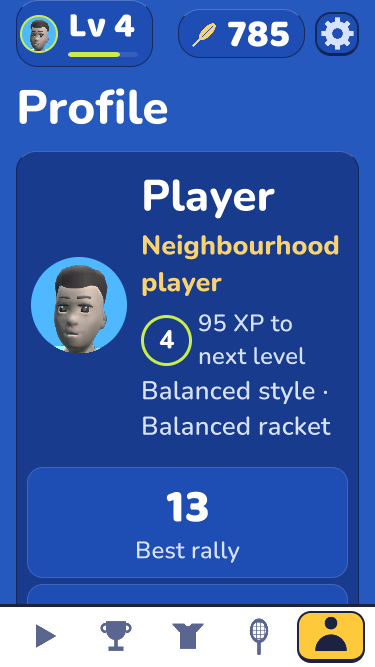 Lv 4
785
Profile
Player
Neighbourhood
player
4
95 XP to
next level
Balanced style ·
Balanced racket
13
Best rally